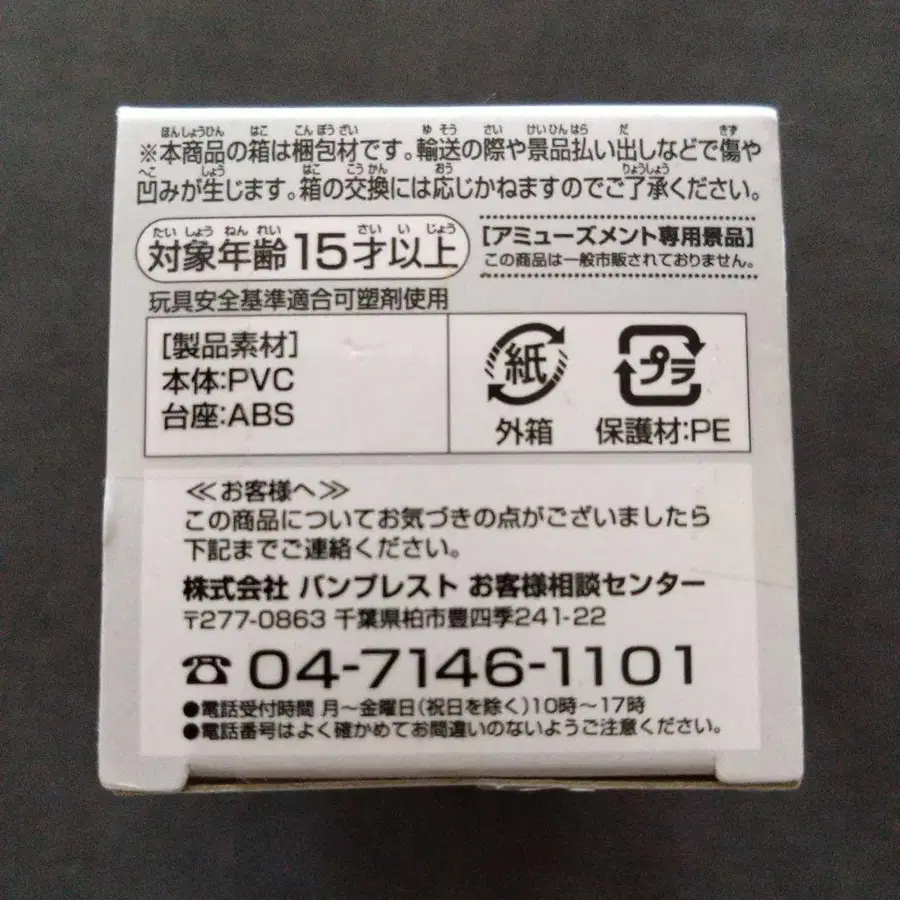 ※本商品の箱は梱包材です。輸送の際や景品払い出しなどで傷や
凹みが生じます。箱の交換には応じかねますのでご了承ください。
対象年齢15才以上
[アミューズメント専用景品]
この商品は一般市販されておりません。
玩具安全基準適合可塑剤使用
[製品素材]
本体:PVC
台座:ABS
紙
外箱
プラ
保護材:PE
≪お客様へ≫
この商品についてお気づきの点がございましたら
下記までご連絡ください。
株式会社 バンプレスト お客様相談センター
〒277-0863 千葉県柏市豊四季241-22
☎ 04-7146-1101
●電話受付時間 月～金曜日(祝日を除く)10時～17時
●電話番号はよく確かめてお間違いのないようご注意ください。